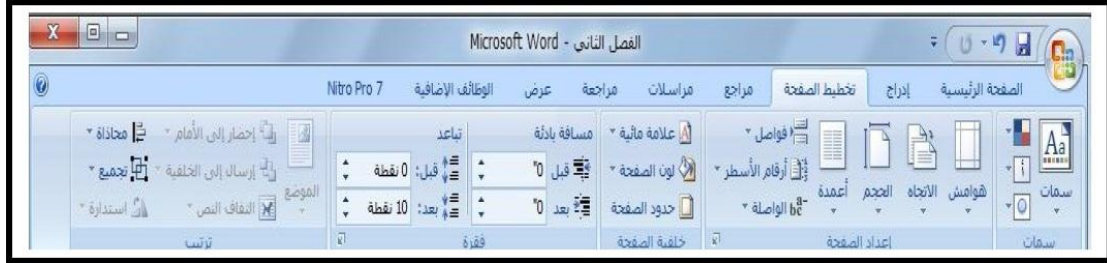 الفصل الثاني - Microsoft Word
الصفحة الرئيسية إدراج تخطيط الصفحة مراجع مراسلات مراجعة عرض الوظائف الإضافية Nitro Pro 7
Aa
سمات
هوامش الاتجاه الحجم أعمدة
فواصل
أرقام الأسطر
الواصلة
علامة مائية
لون الصفحة
حدود الصفحة
مسافة بادئة
قبل 0"
بعد 0"
تباعد
قبل: 0 نقطة
بعد: 10 نقطة
الموضع
إحضار إلى الأمام
إرسال إلى الخلفية
التفاف النص
محاذاة
تجميع
استدارة
سمات إعداد الصفحة خلفية الصفحة فقرة ترتيب